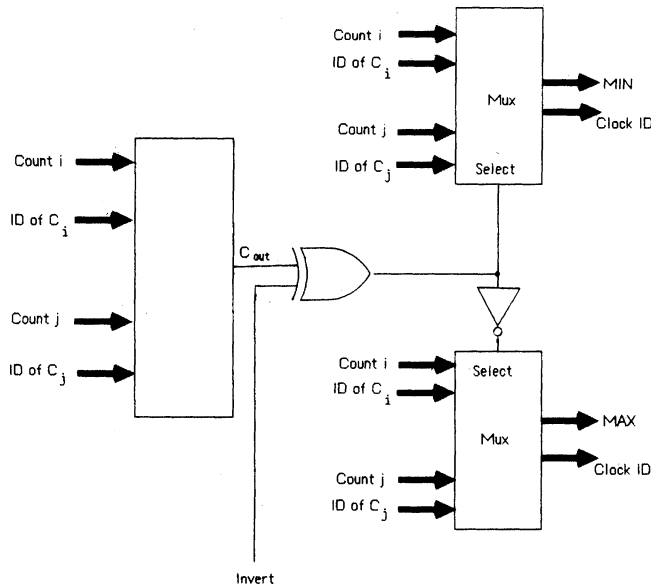 Count i
ID of C i
Count j
ID of C j
C out
Invert
Count i
ID of C i
Count j
ID of C j
Mux
Select
MIN
Clock ID
Count i
ID of C i
Count j
ID of C j
Select
Mux
MAX
Clock ID